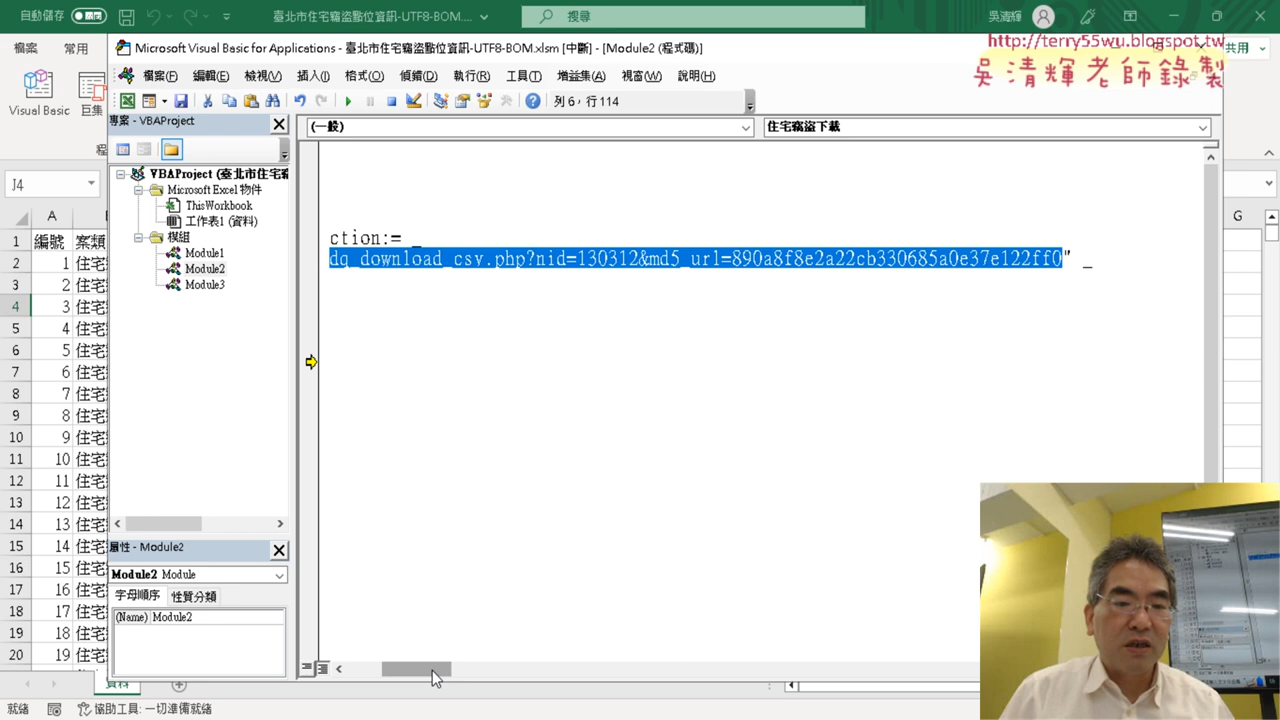 自動儲存
臺北市住宅竊盜點位資訊-UTF8-BOM....
搜尋
吳清輝
檔案
常用
共用
http://terry55wu.blogspot.tw
吳清輝老師錄製
Microsoft Visual Basic for Applications - 臺北市住宅竊盜點位資訊-UTF8-BOM.xlsm [中斷] - [Module2 (程式碼)]
檔案(F) 編輯(E) 檢視(V) 插入(I) 格式(O) 偵錯(D) 執行(R) 工具(T) 增益集(A) 視窗(W) 說明(H)
列 6, 行 114
Visual Basic
巨集
專案 - VBAProject
(一般)
住宅竊盜下載
VBAProject (臺北市住宅竊
Microsoft Excel 物件
ThisWorkbook
工作表1 (資料)
模組
Module1
Module2
Module3
ction:= _
dq_download_csv.php?nid=130312&md5_url=890a8f8e2a22cb330685a0e37e122ff0" _
屬性 - Module2
Module2 Module
字母順序
性質分類
(Name) Module2
J4
A
G
1 編號 案類
2 1 住宅
3 2 住宅
4 3 住宅
5 4 住宅
6 5 住宅
7 6 住宅
8 7 住宅
9 8 住宅
10 9 住宅
11 10 住宅
12 11 住宅
13 12 住宅
14 13 住宅
15 14 住宅
16 15 住宅
17 16 住宅
18 17 住宅
19 18 住宅
20 19 住宅
資料
就緒
協助工具: 一切準備就緒